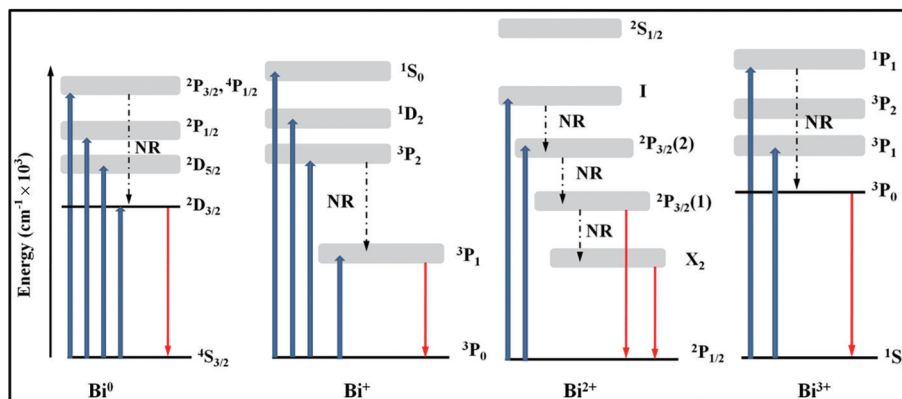 Energy (cm⁻¹ × 10³)
²P₃/₂, ⁴P₁/₂
²P₁/₂
NR
²D₅/₂
²D₃/₂
⁴S₃/₂
Bi⁰
¹S₀
¹D₂
³P₂
NR
³P₁
³P₀
Bi⁺
²S₁/₂
I
NR
²P₃/₂(2)
NR
²P₃/₂(1)
NR
X₂
²P₁/₂
Bi²⁺
¹P₁
³P₂
NR
³P₁
³P₀
¹S
Bi³⁺